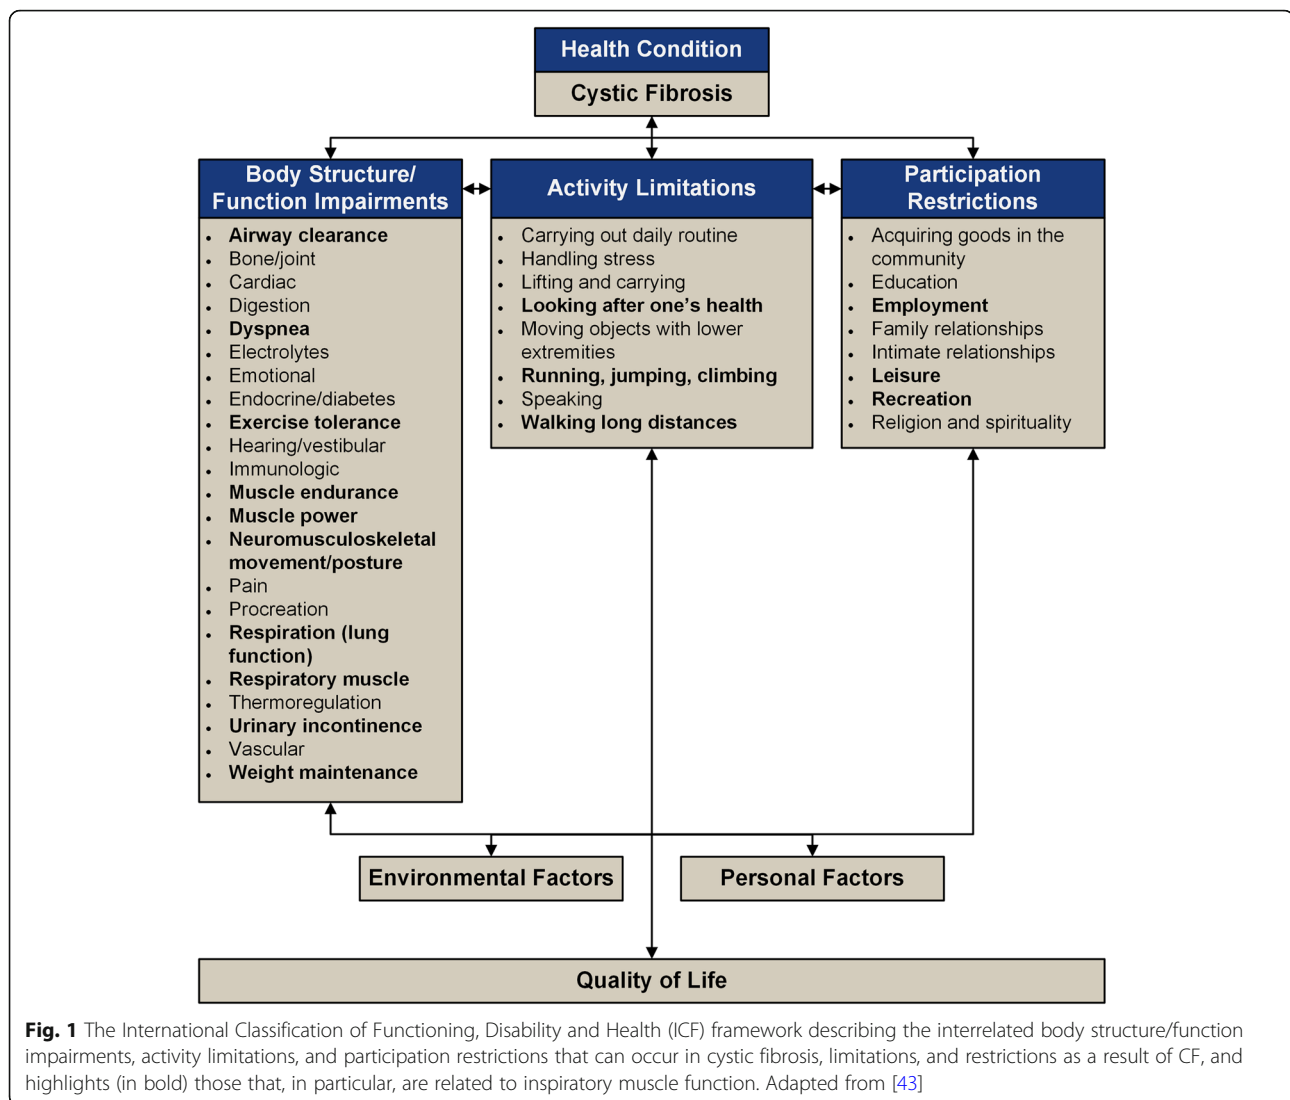 Health Condition
Cystic Fibrosis
Body Structure/
Function Impairments
• Airway clearance
• Bone/joint
• Cardiac
• Digestion
• Dyspnea
• Electrolytes
• Emotional
• Endocrine/diabetes
• Exercise tolerance
• Hearing/vestibular
• Immunologic
• Muscle endurance
• Muscle power
• Neuromusculoskeletal
movement/posture
• Pain
• Procreation
• Respiration (lung
function)
• Respiratory muscle
• Thermoregulation
• Urinary incontinence
• Vascular
• Weight maintenance
Activity Limitations
• Carrying out daily routine
• Handling stress
• Lifting and carrying
• Looking after one's health
• Moving objects with lower
extremities
• Running, jumping, climbing
• Speaking
• Walking long distances
Participation
Restrictions
• Acquiring goods in the
community
• Education
• Employment
• Family relationships
• Intimate relationships
• Leisure
• Recreation
• Religion and spirituality
Environmental Factors
Personal Factors
Quality of Life
Fig. 1 The International Classification of Functioning, Disability and Health (ICF) framework describing the interrelated body structure/function
impairments, activity limitations, and participation restrictions that can occur in cystic fibrosis, limitations, and restrictions as a result of CF, and
highlights (in bold) those that, in particular, are related to inspiratory muscle function. Adapted from [43]